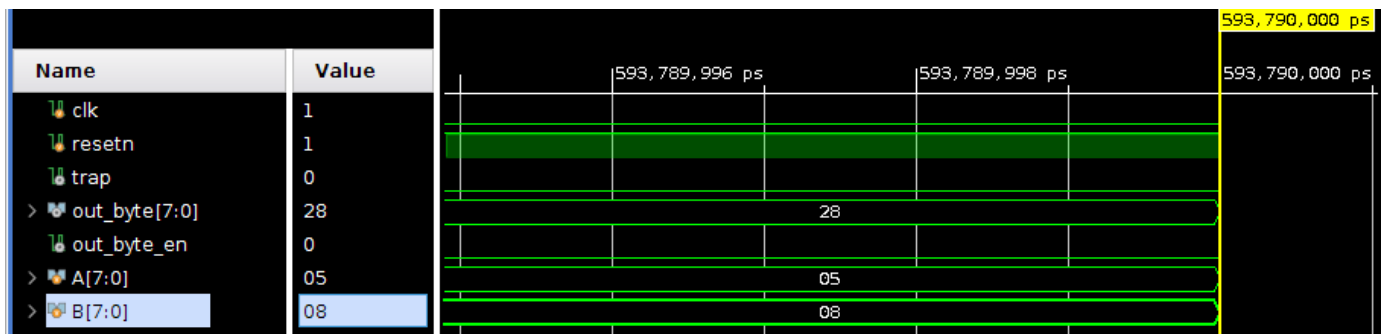 593,790,000 ps
Name Value 593,789,996 ps 593,789,998 ps 593,790,000 ps
clk 1
resetn 1
trap 0
out_byte[7:0] 28 28
out_byte_en 0
A[7:0] 05 05
B[7:0] 08 08